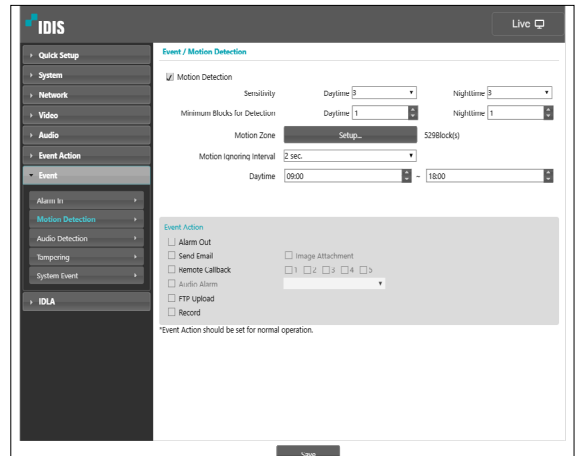 IDIS
Live
Quick Setup
System
Network
Video
Audio
Event Action
Event
Alarm In
Motion Detection
Audio Detection
Tampering
System Event
IDLA
Event / Motion Detection
Motion Detection
Sensitivity Daytime 3 Nighttime 3
Minimum Blocks for Detection Daytime 1 Nighttime 1
Motion Zone Setup... 529Block(s)
Motion Ignoring Interval 2 sec.
Daytime 09:00 ~ 18:00
Event Action
Alarm Out
Send Email Image Attachment
Remote Callback 1 2 3 4 5
Audio Alarm
FTP Upload
Record
*Event Action should be set for normal operation.
Save